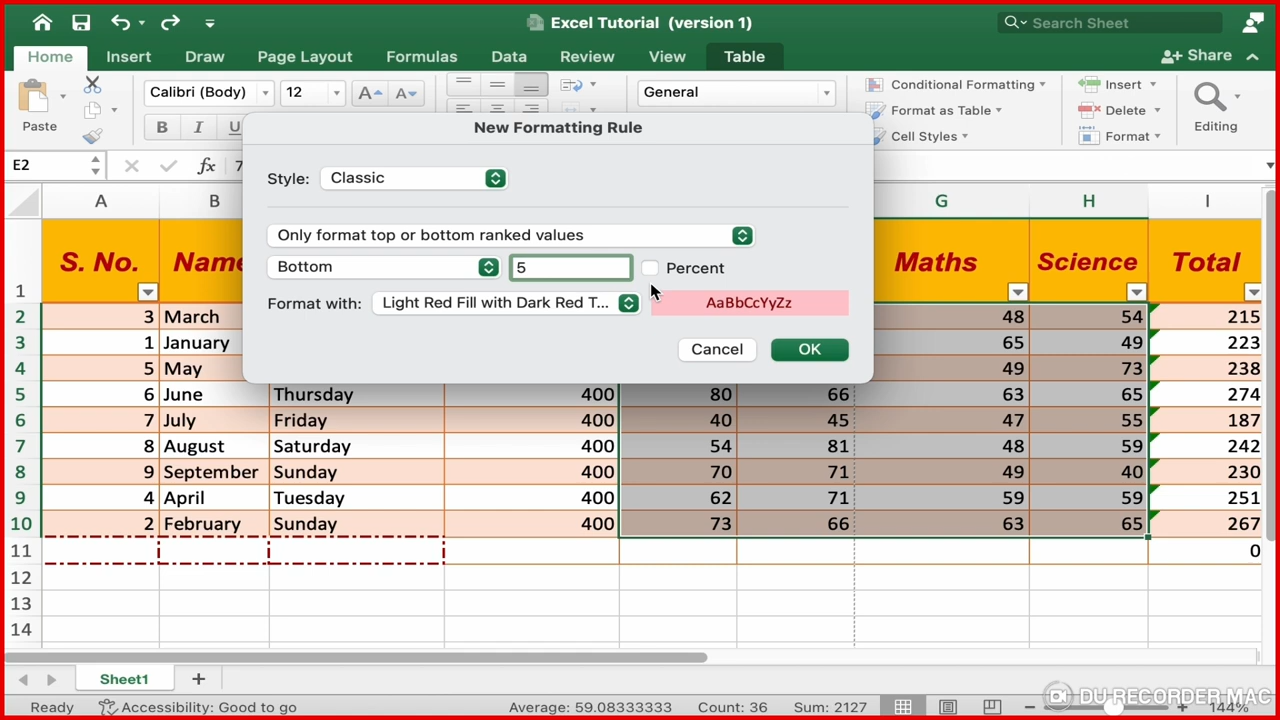 Excel Tutorial (version 1)
Search Sheet
Home Insert Draw Page Layout Formulas Data Review View Table Share
Paste
Calibri (Body) 12 A A
B I U
General
Conditional Formatting
Format as Table
Cell Styles
Insert
Delete
Format
Editing
E2 fx 7
New Formatting Rule
Style: Classic
Only format top or bottom ranked values
Bottom 5 Percent
Format with: Light Red Fill with Dark Red T... AaBbCcYyZz
Cancel OK
A B G H I
1 S. No. Name Maths Science Total
2 3 March 48 54 215
3 1 January 65 49 223
4 5 May 49 73 238
5 6 June Thursday 400 80 66 63 65 274
6 7 July Friday 400 40 45 47 55 187
7 8 August Saturday 400 54 81 48 59 242
8 9 September Sunday 400 70 71 49 40 230
9 4 April Tuesday 400 62 71 59 59 251
10 2 February Sunday 400 73 66 63 65 267
11 0
12
13
14
Sheet1 +
Ready Accessibility: Good to go Average: 59.08333333 Count: 36 Sum: 2127 144%
DU RECORDER MAC